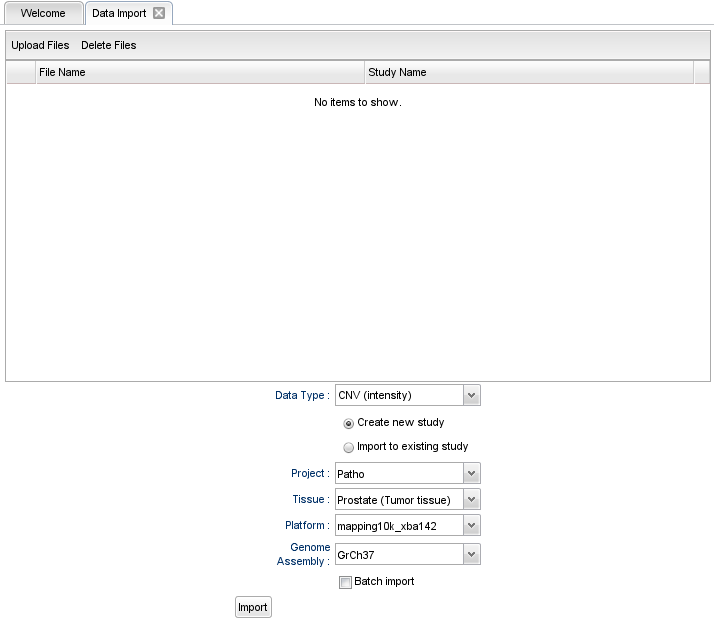 Welcome Data Import
Upload Files Delete Files
File Name Study Name
No items to show.
Data Type : CNV (intensity)
Create new study
Import to existing study
Project : Patho
Tissue : Prostate (Tumor tissue)
Platform : mapping10k_xba142
Genome
Assembly : GrCh37
Batch import
Import